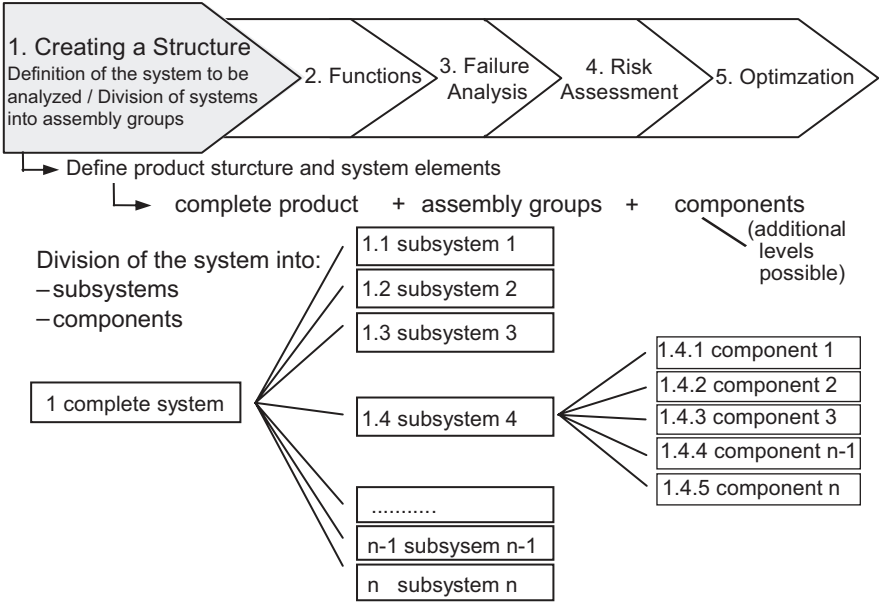 1. Creating a Structure
Definition of the system to be
analyzed / Division of systems
into assembly groups
2. Functions
3. Failure
Analysis
4. Risk
Assessment
5. Optimzation
Define product sturcture and system elements
complete product + assembly groups + components
(additional
levels
possible)
Division of the system into:
–subsystems
–components
1 complete system
1.1 subsystem 1
1.2 subsystem 2
1.3 subsystem 3
1.4 subsystem 4
...........
n-1 subsysem n-1
n subsystem n
1.4.1 component 1
1.4.2 component 2
1.4.3 component 3
1.4.4 component n-1
1.4.5 component n